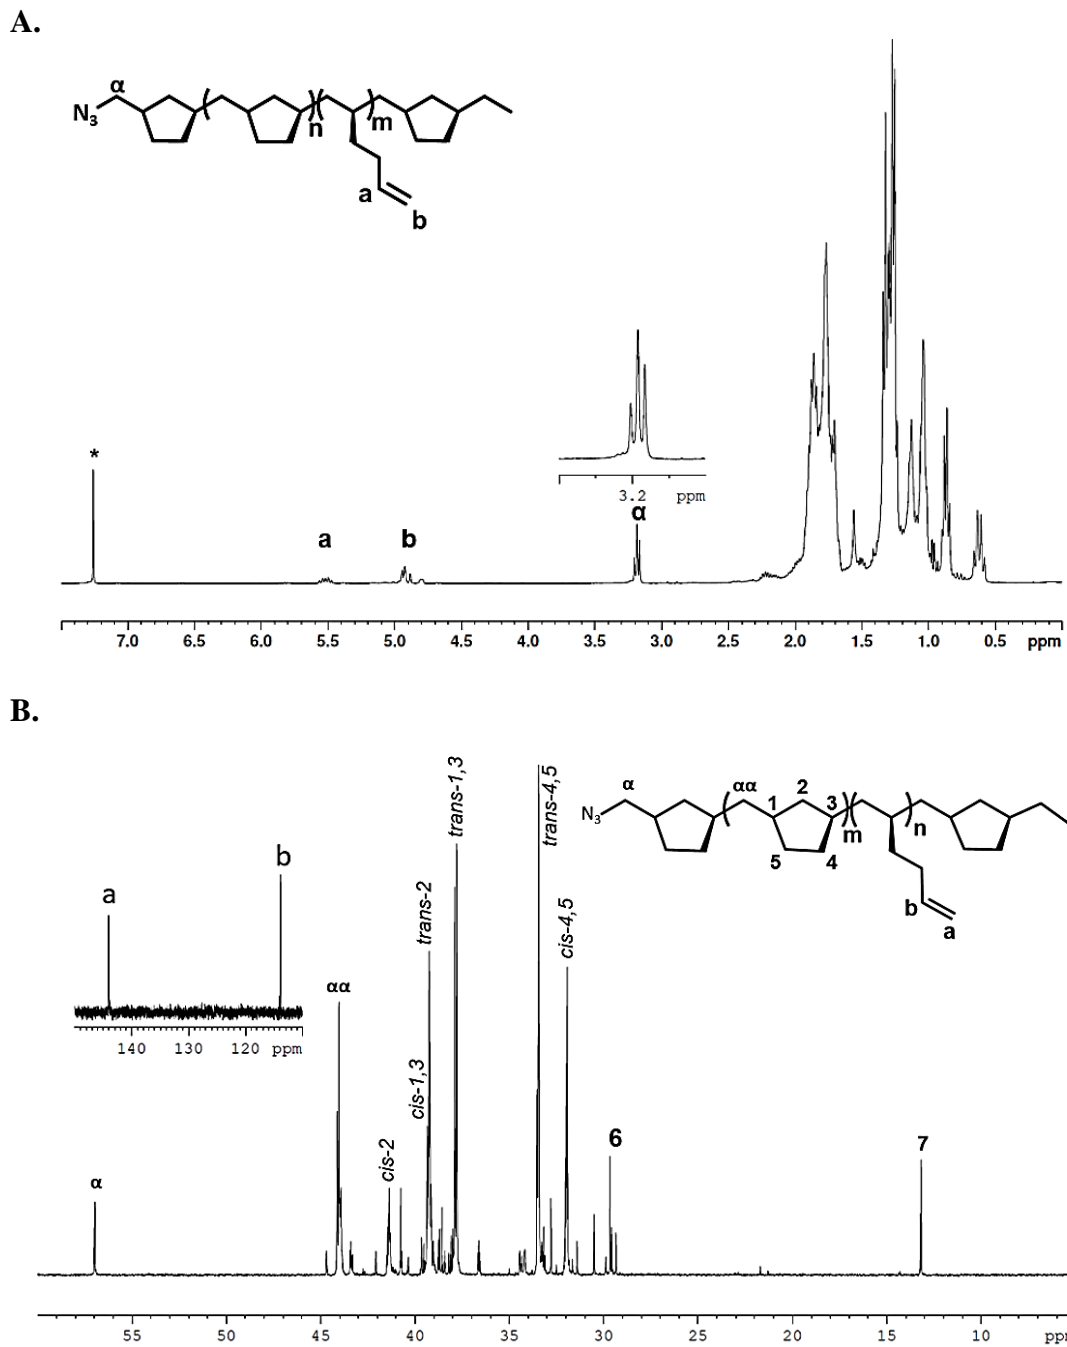 A.
α
N3
n
m
a
b
*
a
b
3.2 ppm
α
7.0 6.5 6.0 5.5 5.0 4.5 4.0 3.5 3.0 2.5 2.0 1.5 1.0 0.5 ppm
B.
α
αα
2
1
3
N3
m
n
5
4
b
a
trans-1,3
trans-4,5
a
b
trans-2
cis-4,5
αα
140 130 120 ppm
cis-1,3
cis-2
6
7
α
55 50 45 40 35 30 25 20 15 10